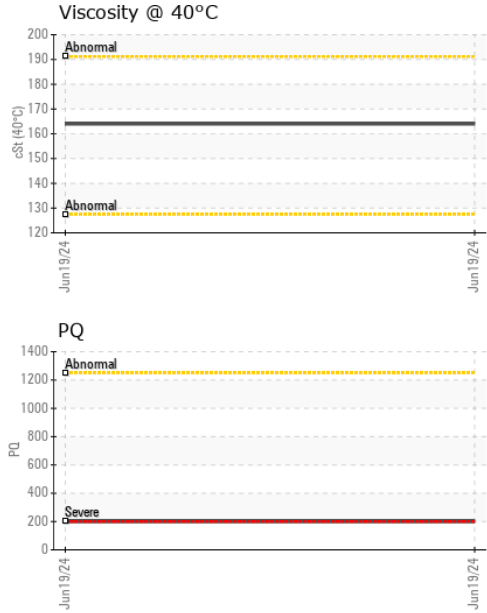 Viscosity @ 40°C
200
Abnormal
190
180
170
160
150
140
Abnormal
130
120
cSt (40°C)
Jun19/24
Jun19/24
PQ
1400
Abnormal
1200
1000
800
600
400
Severe
200
0
PQ
Jun19/24
Jun19/24